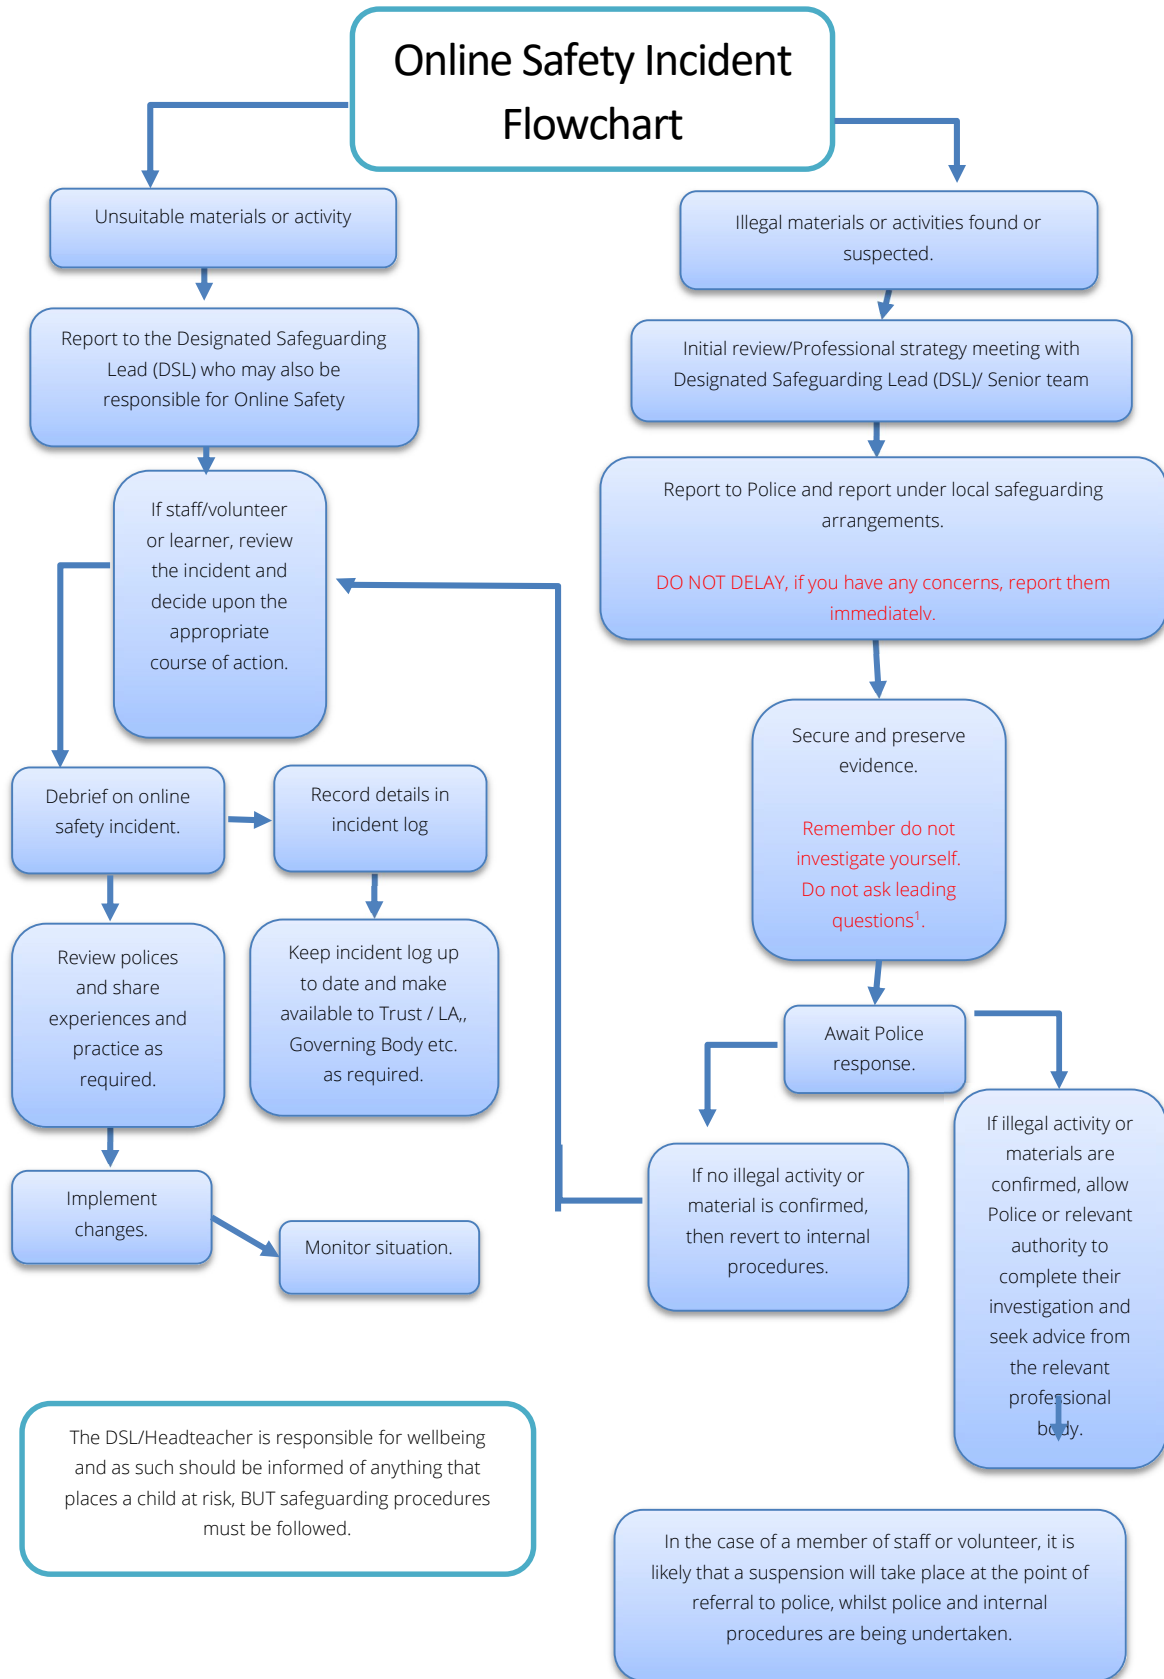 Online Safety Incident
Flowchart
Unsuitable materials or activity
Report to the Designated Safeguarding
Lead (DSL) who may also be
responsible for Online Safety
If staff/volunteer
or learner, review
the incident and
decide upon the
appropriate
course of action.
Debrief on online
safety incident.
Record details in
incident log
Review polices
and share
experiences and
practice as
required.
Keep incident log up
to date and make
available to Trust / LA,,
Governing Body etc.
as required.
Implement
changes.
Monitor situation.
Illegal materials or activities found or
suspected.
Initial review/Professional strategy meeting with
Designated Safeguarding Lead (DSL)/ Senior team
Report to Police and report under local safeguarding
arrangements.
DO NOT DELAY, if you have any concerns, report them
immediately.
Secure and preserve
evidence.
Remember do not
investigate yourself.
Do not ask leading
questions¹.
Await Police
response.
If no illegal activity or
material is confirmed,
then revert to internal
procedures.
If illegal activity or
materials are
confirmed, allow
Police or relevant
authority to
complete their
investigation and
seek advice from
the relevant
professional
body.
The DSL/Headteacher is responsible for wellbeing
and as such should be informed of anything that
places a child at risk, BUT safeguarding procedures
must be followed.
In the case of a member of staff or volunteer, it is
likely that a suspension will take place at the point of
referral to police, whilst police and internal
procedures are being undertaken.